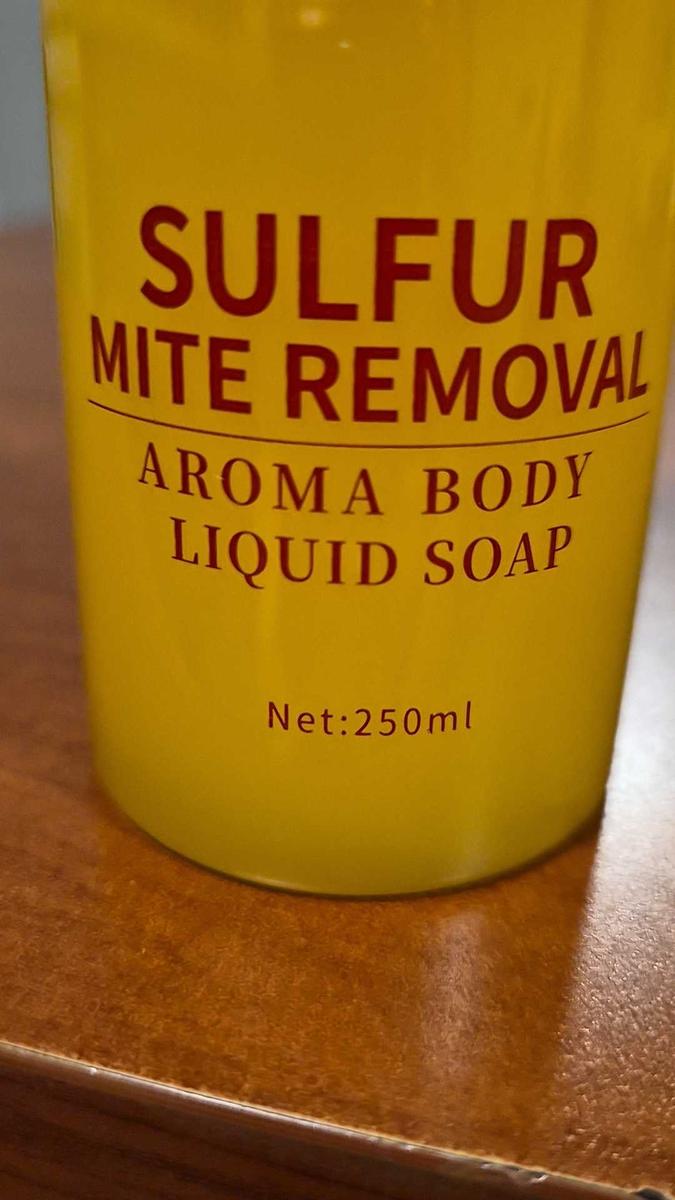 SULFUR
MITE REMOVAL
AROMA BODY
LIQUID SOAP
Net:250ml